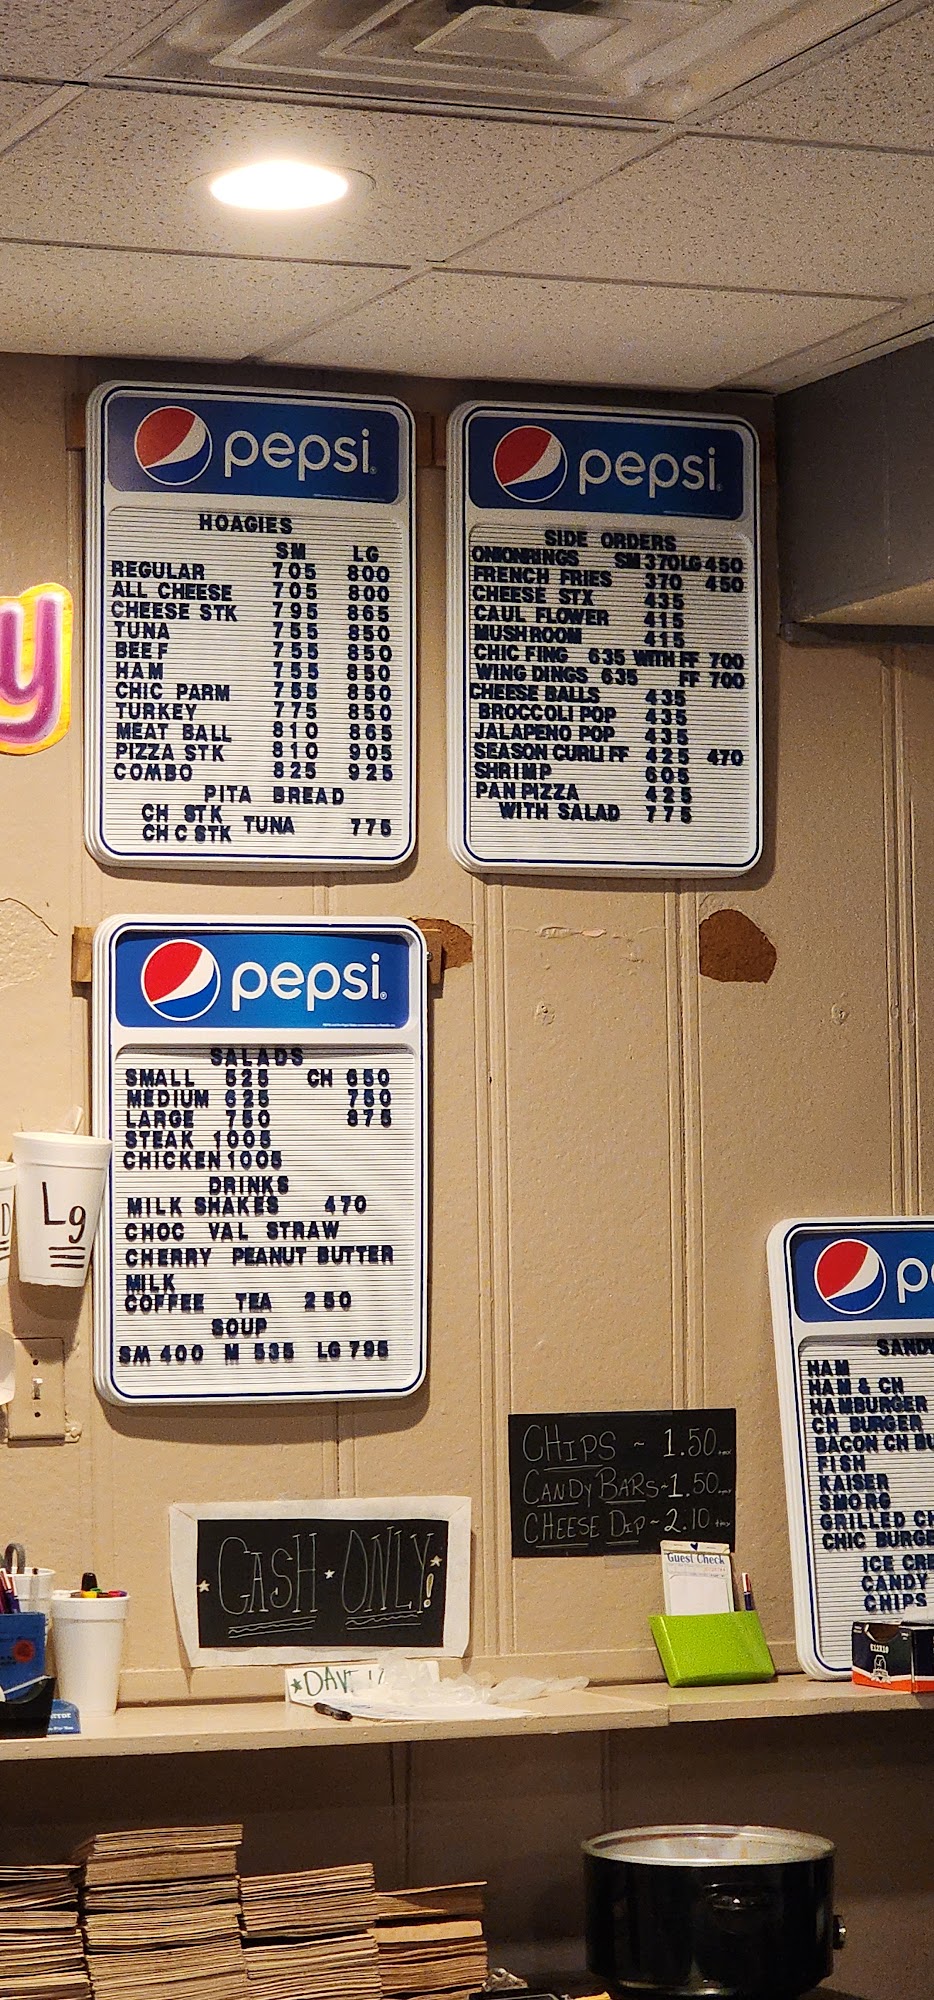 y
pepsi
HOAGIES
SM LG
REGULAR 705 800
ALL CHEESE 705 800
CHEESE STK 795 865
TUNA 755 850
BEEF 755 850
HAM 755 850
CHIC PARM 755 850
TURKEY 775 850
MEAT BALL 810 865
PIZZA STK 810 905
COMBO 825 925
PITA BREAD
CH STK
CHC STK TUNA 775
pepsi
SIDE ORDERS
ONIONRINGS SM 370 LG 450
FRENCH FRIES 370 450
CHEESE STX 435
CAUL FLOWER 415
MUSHROOM 415
CHIC FING 635 WITH FF 700
WING DINGS 635 FF 700
CHEESE BALLS 435
BROCCOLI POP 435
JALAPENO POP 435
SEASON CURLI FF 425 470
SHRIMP 605
PAN PIZZA 425
WITH SALAD 775
pepsi
SALADS
SMALL 525 CH 650
MEDIUM 625 750
LARGE 750 875
STEAK 1005
CHICKEN 1005
DRINKS
MILK SHAKES 470
CHOC VAL STRAW
CHERRY PEANUT BUTTER
MILK
COFFEE TEA 250
SOUP
SM 400 M 535 LG 795
D
Lg
pe
SANDW
HAM
HAM & CH
HAMBURGER
CH BURGER
BACON CH BU
FISH
KAISER
SMORG
GRILLED CH
CHIC BURGE
ICE CRE
CANDY
CHIPS
CHIPS ~ 1.50
CANDY BARS ~ 1.50
CHEESE DIP ~ 2.10
Guest Check
CASH ONLY!
DAVE